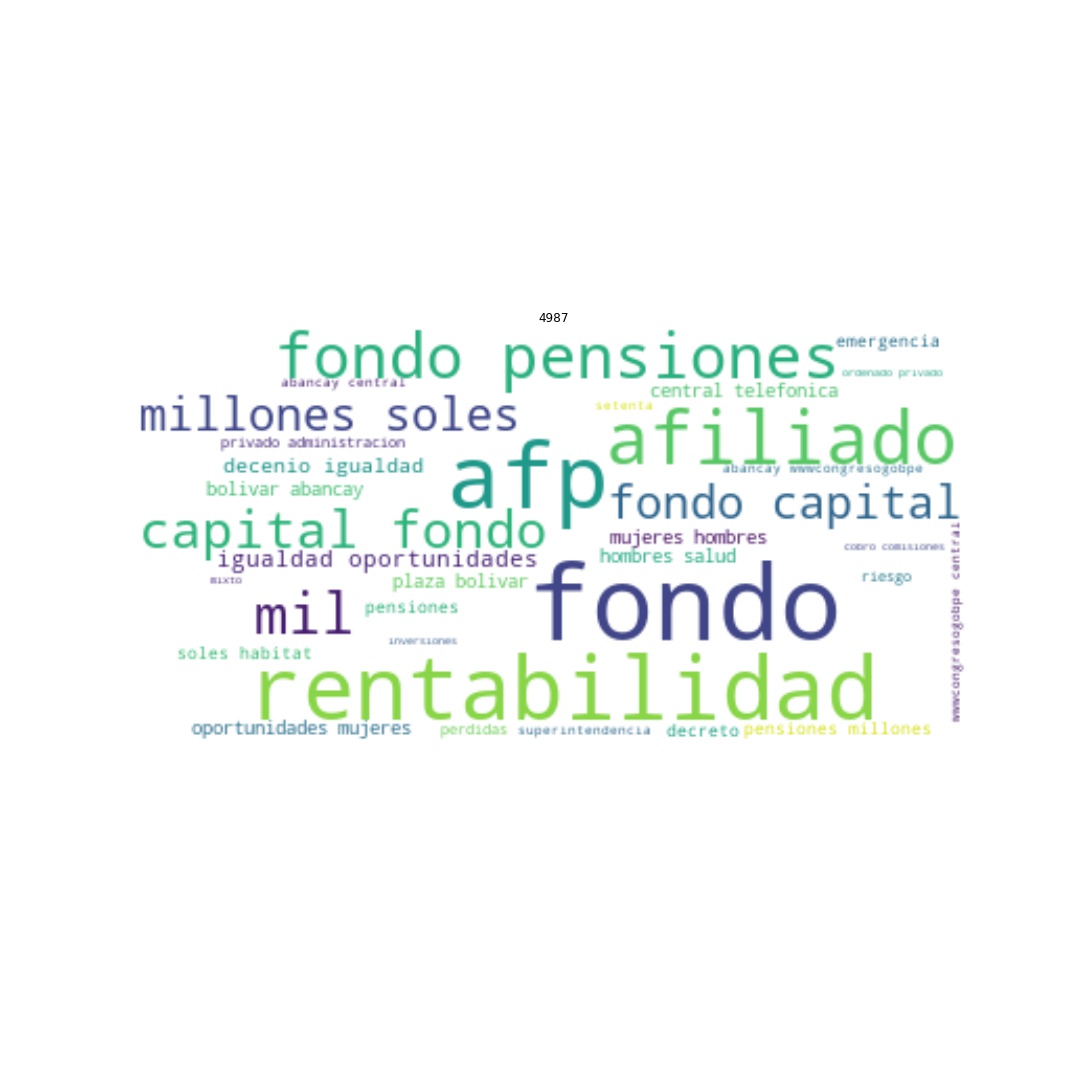 4987
fondo pensiones
emergencia
ordenado privado
abancay central
central telefonica
millones soles
setenta
afiliado
privado administracion
decenio igualdad
afp
abancay wwwcongresogobpe
bolivar abancay
fondo capital
capital fondo
mujeres hombres
cobro comisiones
igualdad oportunidades
hombres salud
mixto
plaza bolivar
fondo
riesgo
wwwcongresogobpe central
mil
pensiones
inversiones
soles habitat
rentabilidad
oportunidades mujeres
perdidas
superintendencia
decreto
pensiones millones